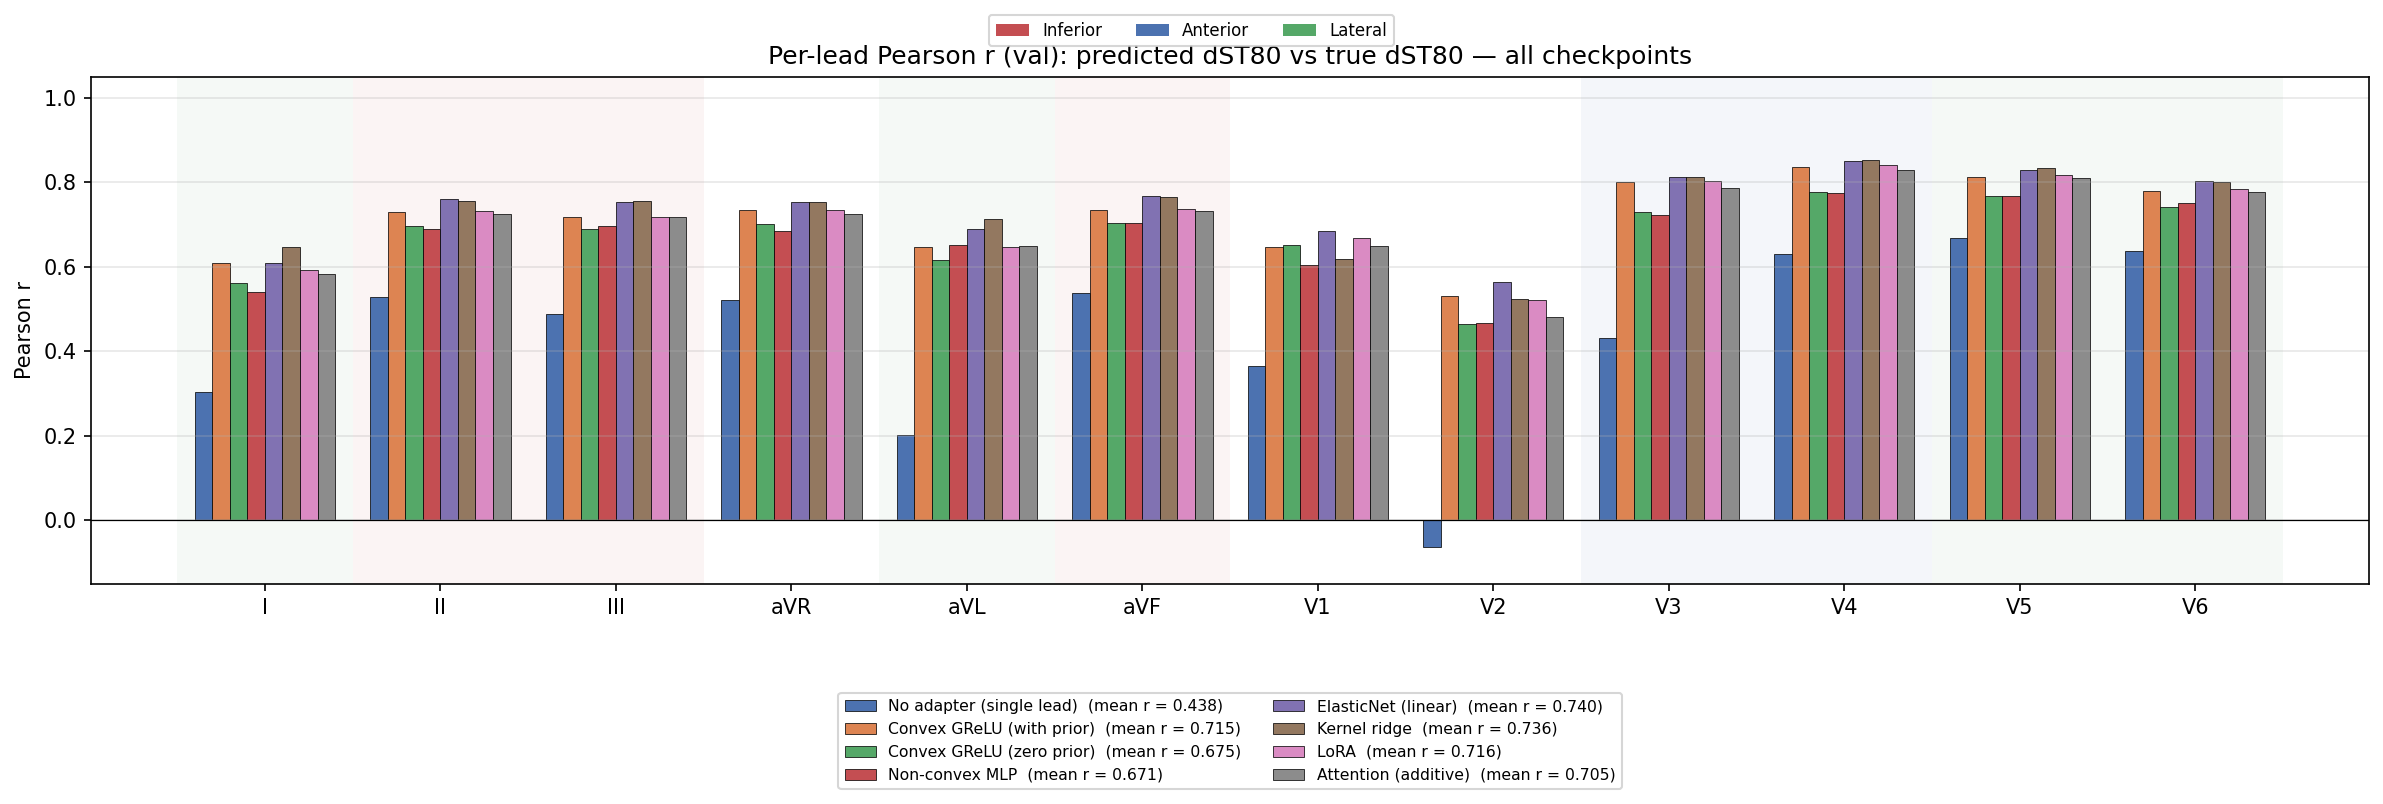 Inferior Anterior Lateral
Per-lead Pearson r (val): predicted dST80 vs true dST80 — all checkpoints
Pearson r
1.0
0.8
0.6
0.4
0.2
0.0
I II III aVR aVL aVF V1 V2 V3 V4 V5 V6
No adapter (single lead) (mean r = 0.438)
Convex GReLU (with prior) (mean r = 0.715)
Convex GReLU (zero prior) (mean r = 0.675)
Non-convex MLP (mean r = 0.671)
ElasticNet (linear) (mean r = 0.740)
Kernel ridge (mean r = 0.736)
LoRA (mean r = 0.716)
Attention (additive) (mean r = 0.705)